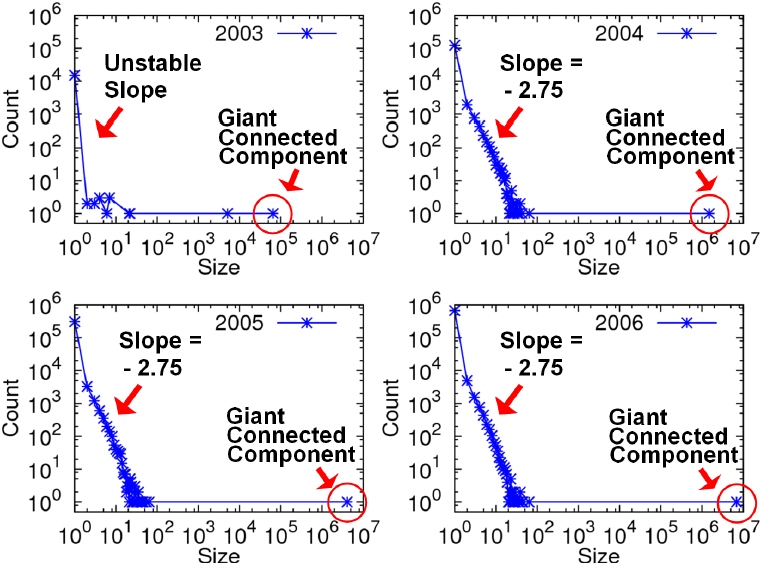 10^6
10^5
10^4
10^3
10^2
10^1
10^0
Count
2003
Unstable
Slope
Giant
Connected
Component
10^0 10^1 10^2 10^3 10^4 10^5 10^6 10^7
Size
10^6
10^5
10^4
10^3
10^2
10^1
10^0
Count
2004
Slope =
- 2.75
Giant
Connected
Component
10^0 10^1 10^2 10^3 10^4 10^5 10^6 10^7
Size
10^6
10^5
10^4
10^3
10^2
10^1
10^0
Count
2005
Slope =
- 2.75
Giant
Connected
Component
10^0 10^1 10^2 10^3 10^4 10^5 10^6 10^7
Size
10^6
10^5
10^4
10^3
10^2
10^1
10^0
Count
2006
Slope =
- 2.75
Giant
Connected
Component
10^0 10^1 10^2 10^3 10^4 10^5 10^6 10^7
Size